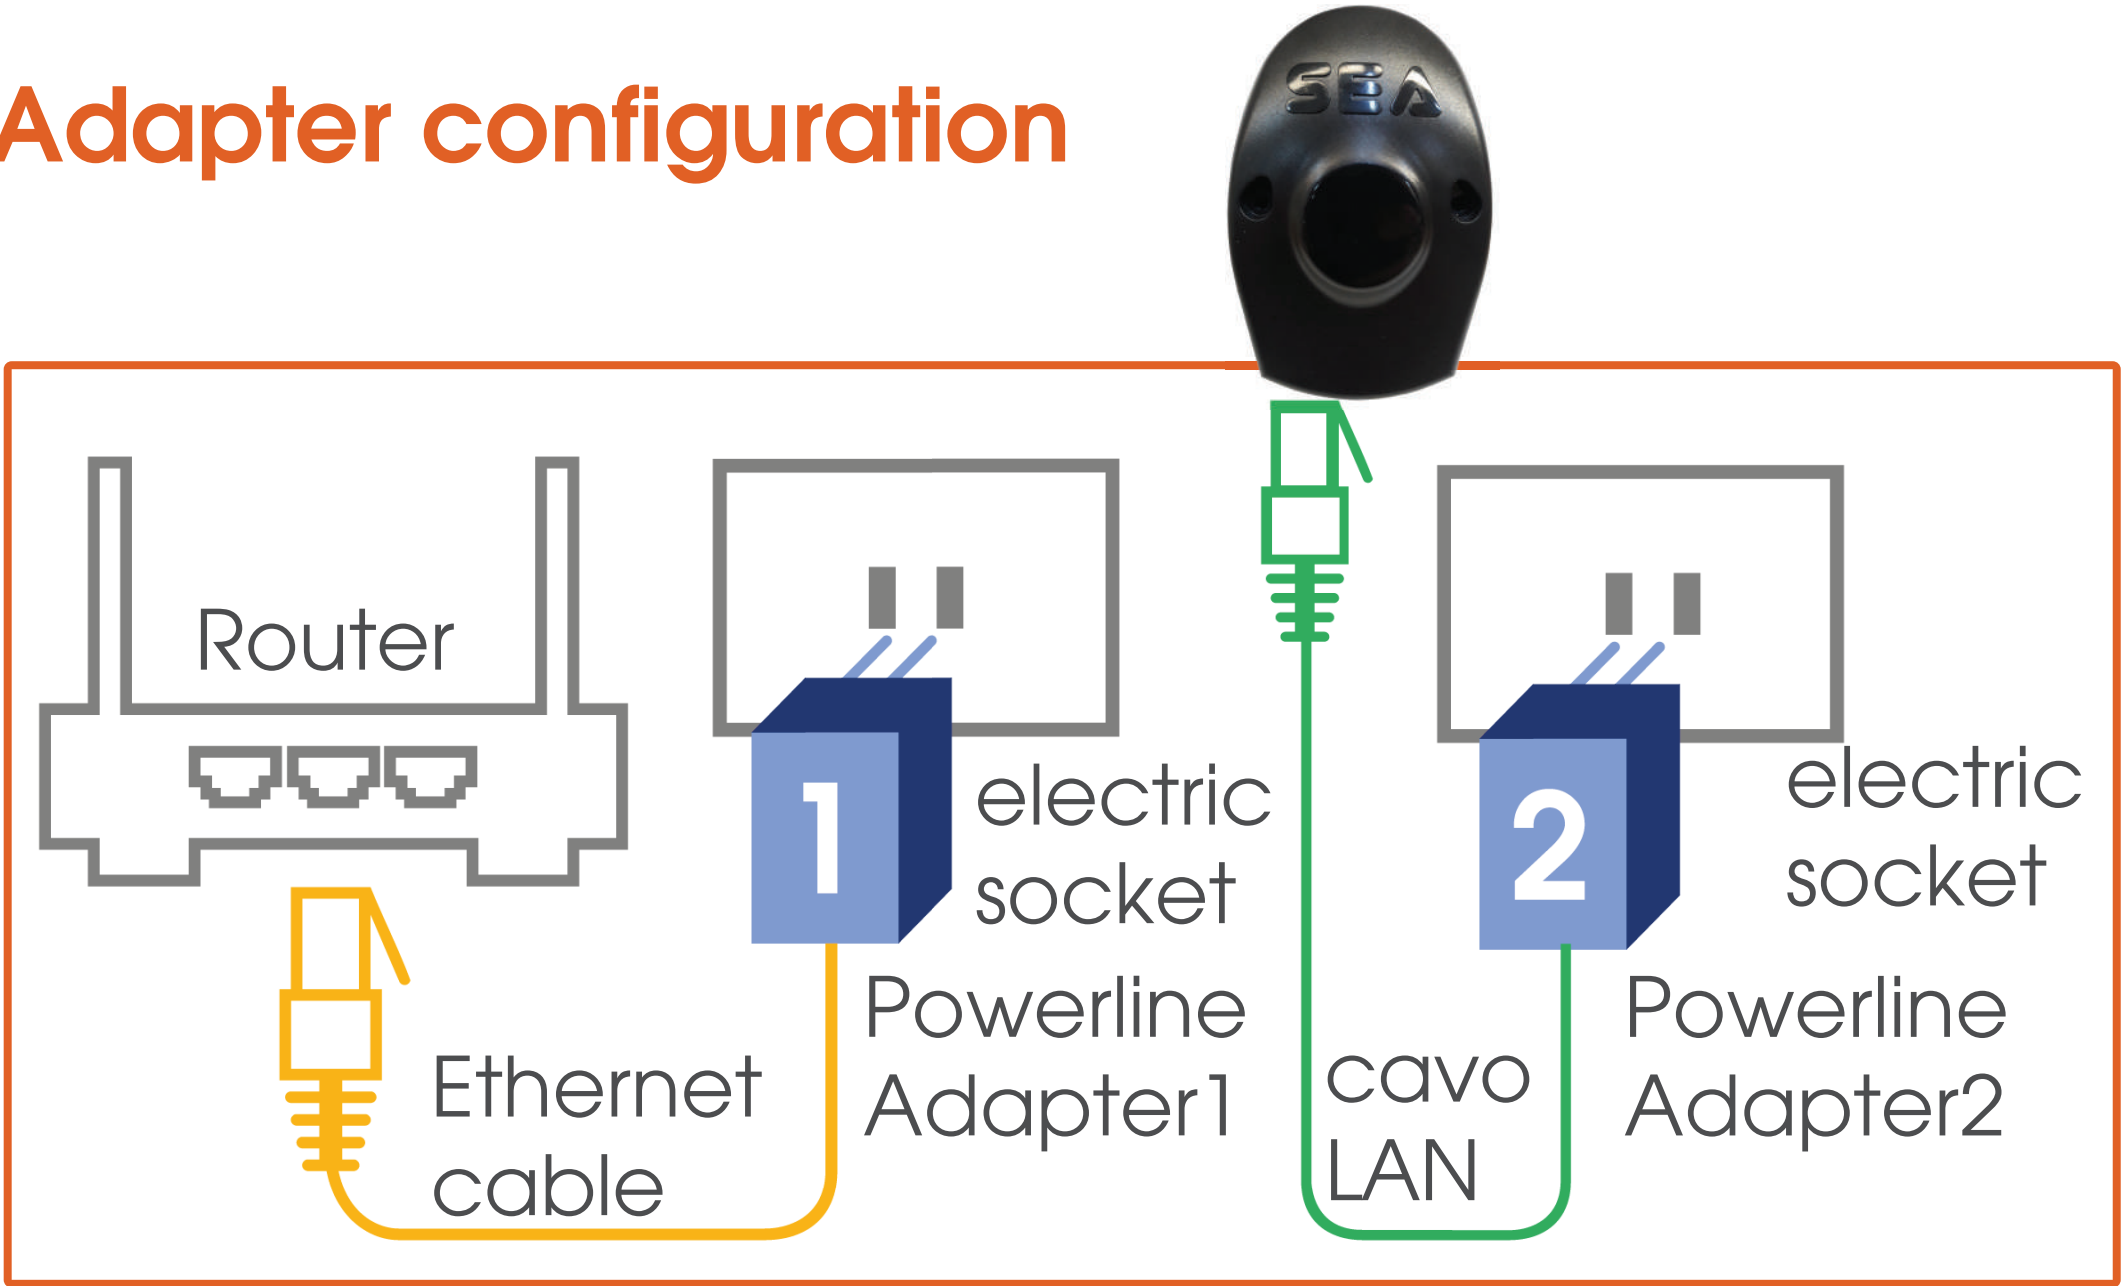 Adapter configuration
SEA
Router
electric
socket
electric
socket
1
2
Powerline
Adapter1
Powerline
Adapter2
Ethernet
cable
cavo
LAN